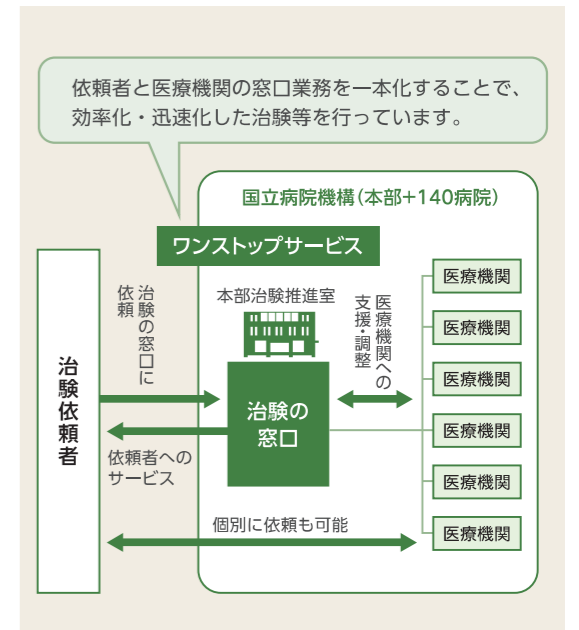 依頼者と医療機関の窓口業務を一本化することで、
効率化・迅速化した治験等を行っています。
国立病院機構（本部+140病院）
ワンストップサービス
治験依頼者
治験の窓口に
依頼
本部治験推進室
医療機関への
支援・調整
治験の
窓口
依頼者への
サービス
個別に依頼も可能
医療機関
医療機関
医療機関
医療機関
医療機関
医療機関